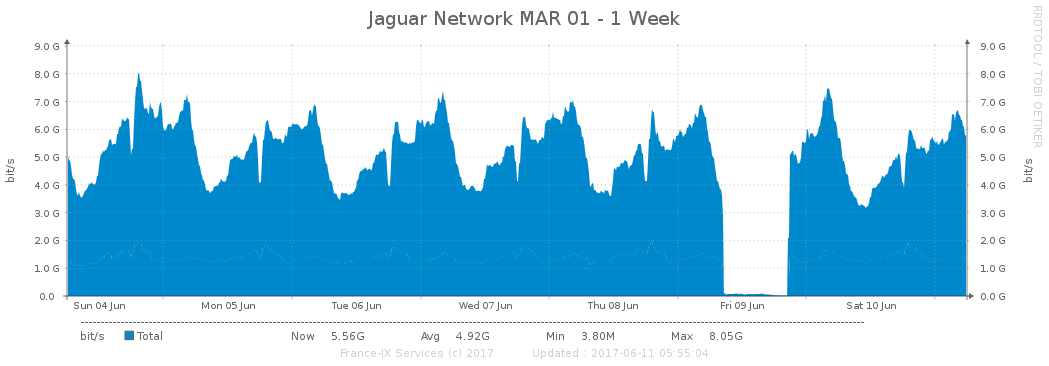 Jaguar Network MAR 01 - 1 Week
RRDTOOL / TOBI OETIKER
bit/s
9.0 G 9.0 G
8.0 G 8.0 G
7.0 G 7.0 G
6.0 G 6.0 G
5.0 G 5.0 G
4.0 G 4.0 G
3.0 G 3.0 G
2.0 G 2.0 G
1.0 G 1.0 G
0.0 0.0 G
bit/s
Sun 04 Jun Mon 05 Jun Tue 06 Jun Wed 07 Jun Thu 08 Jun Fri 09 Jun Sat 10 Jun
bit/s Total Now 5.56G Avg 4.92G Min 3.80M Max 8.05G
France-IX Services (c) 2017 Updated : 2017-06-11 05:55:04